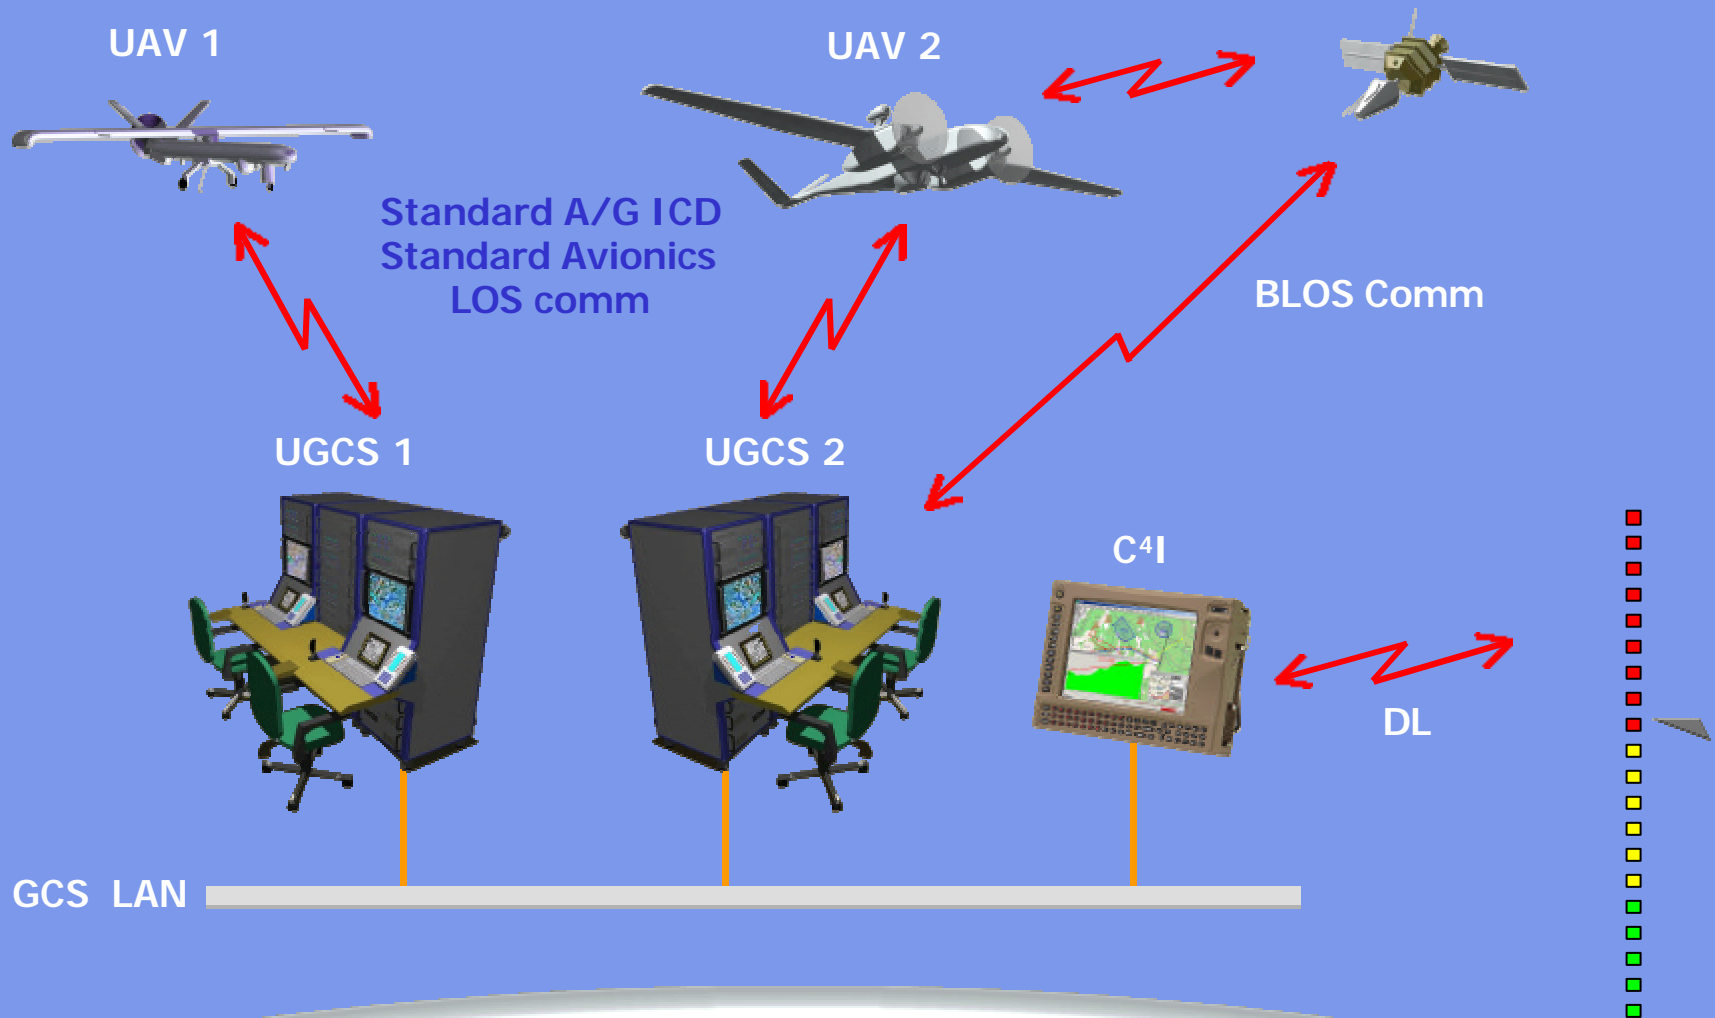 UAV 1
UAV 2
Standard A/G ICD
Standard Avionics
LOS comm
BLOS Comm
UGCS 1
UGCS 2
C⁴I
DL
GCS LAN